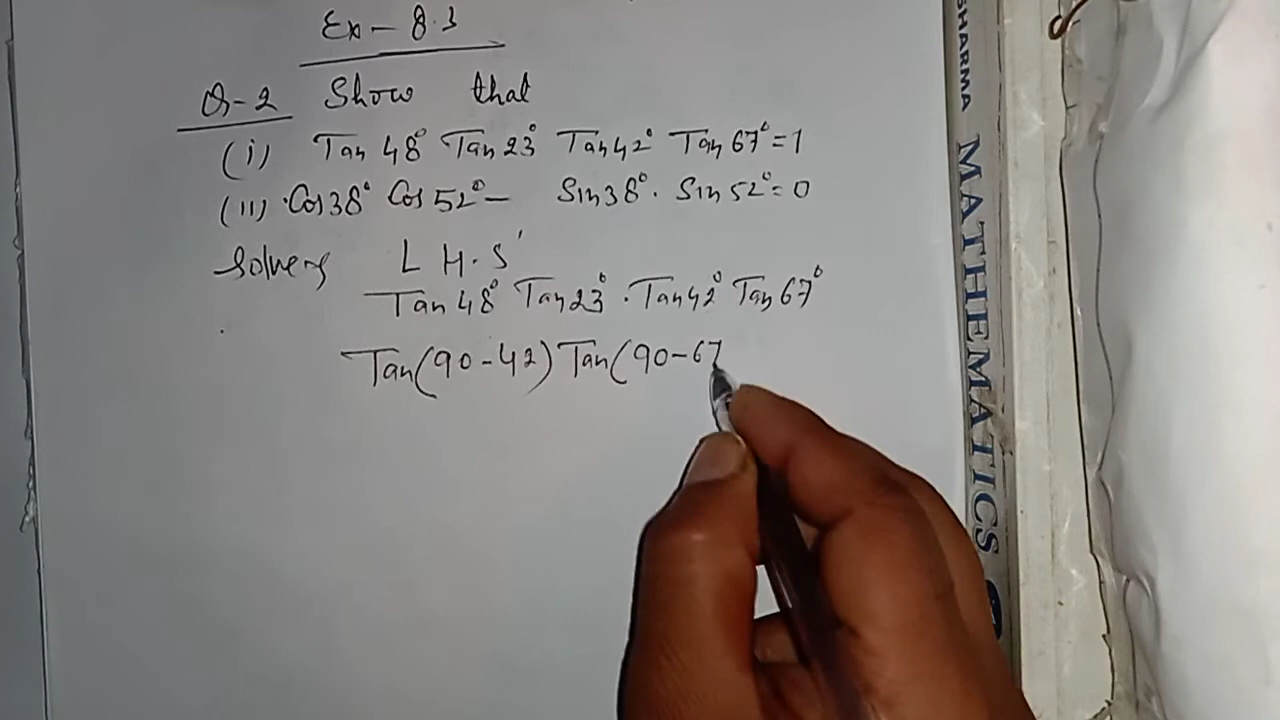 Ex - 8.3
Q-2 Show that
(i) Tan 48° Tan 23° Tan 42° Tan 67° = 1
(ii) Cos 38° Cos 52° - Sin 38° . Sin 52° = 0
L H.S
Tan 48° Tan 23° . Tan 42° Tan 67°
Tan (90 - 42) Tan (90 - 67
SHARMA MATHEMATICS